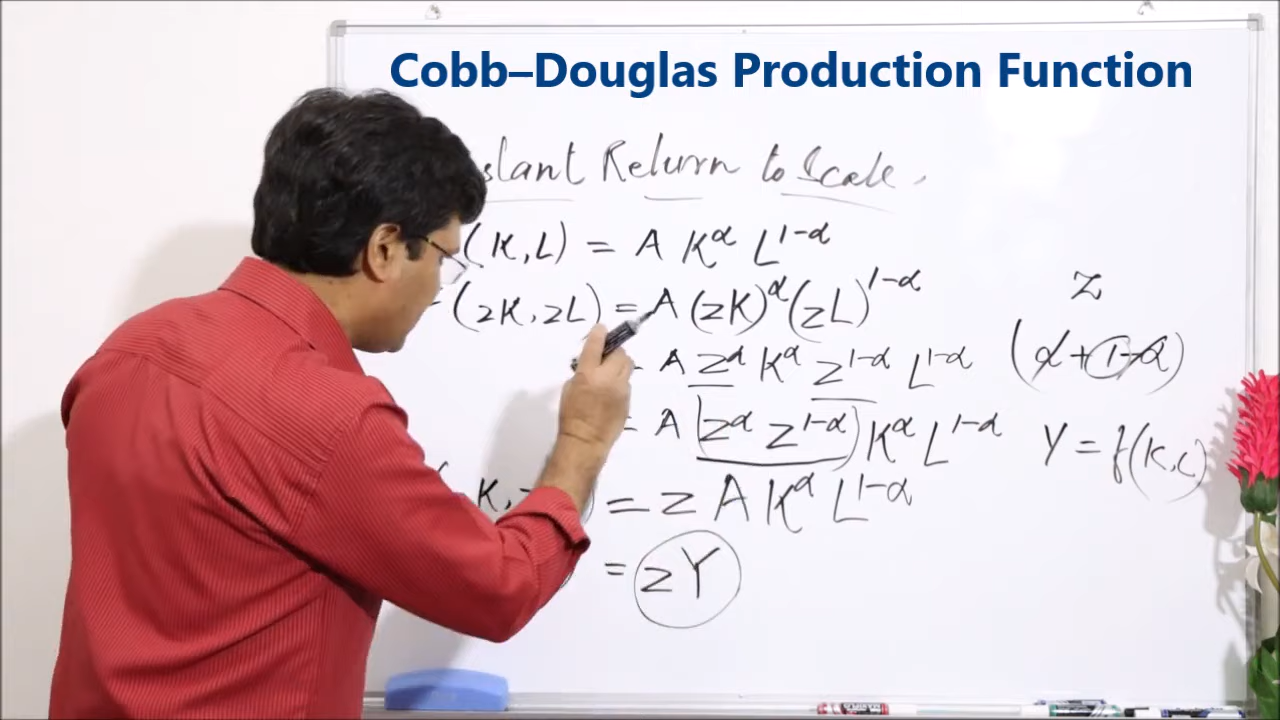 Cobb–Douglas Production Function
stant Return to Scale.
(K,L) = A K^α L^{1-α}
(zK,zL) = A (zK)^α (zL)^{1-α}
= A z^α K^α z^{1-α} L^{1-α}
= A (z^α z^{1-α}) K^α L^{1-α}
K, = z A K^α L^{1-α}
= zY
z
(α+1-α)
Y = f(K,L)